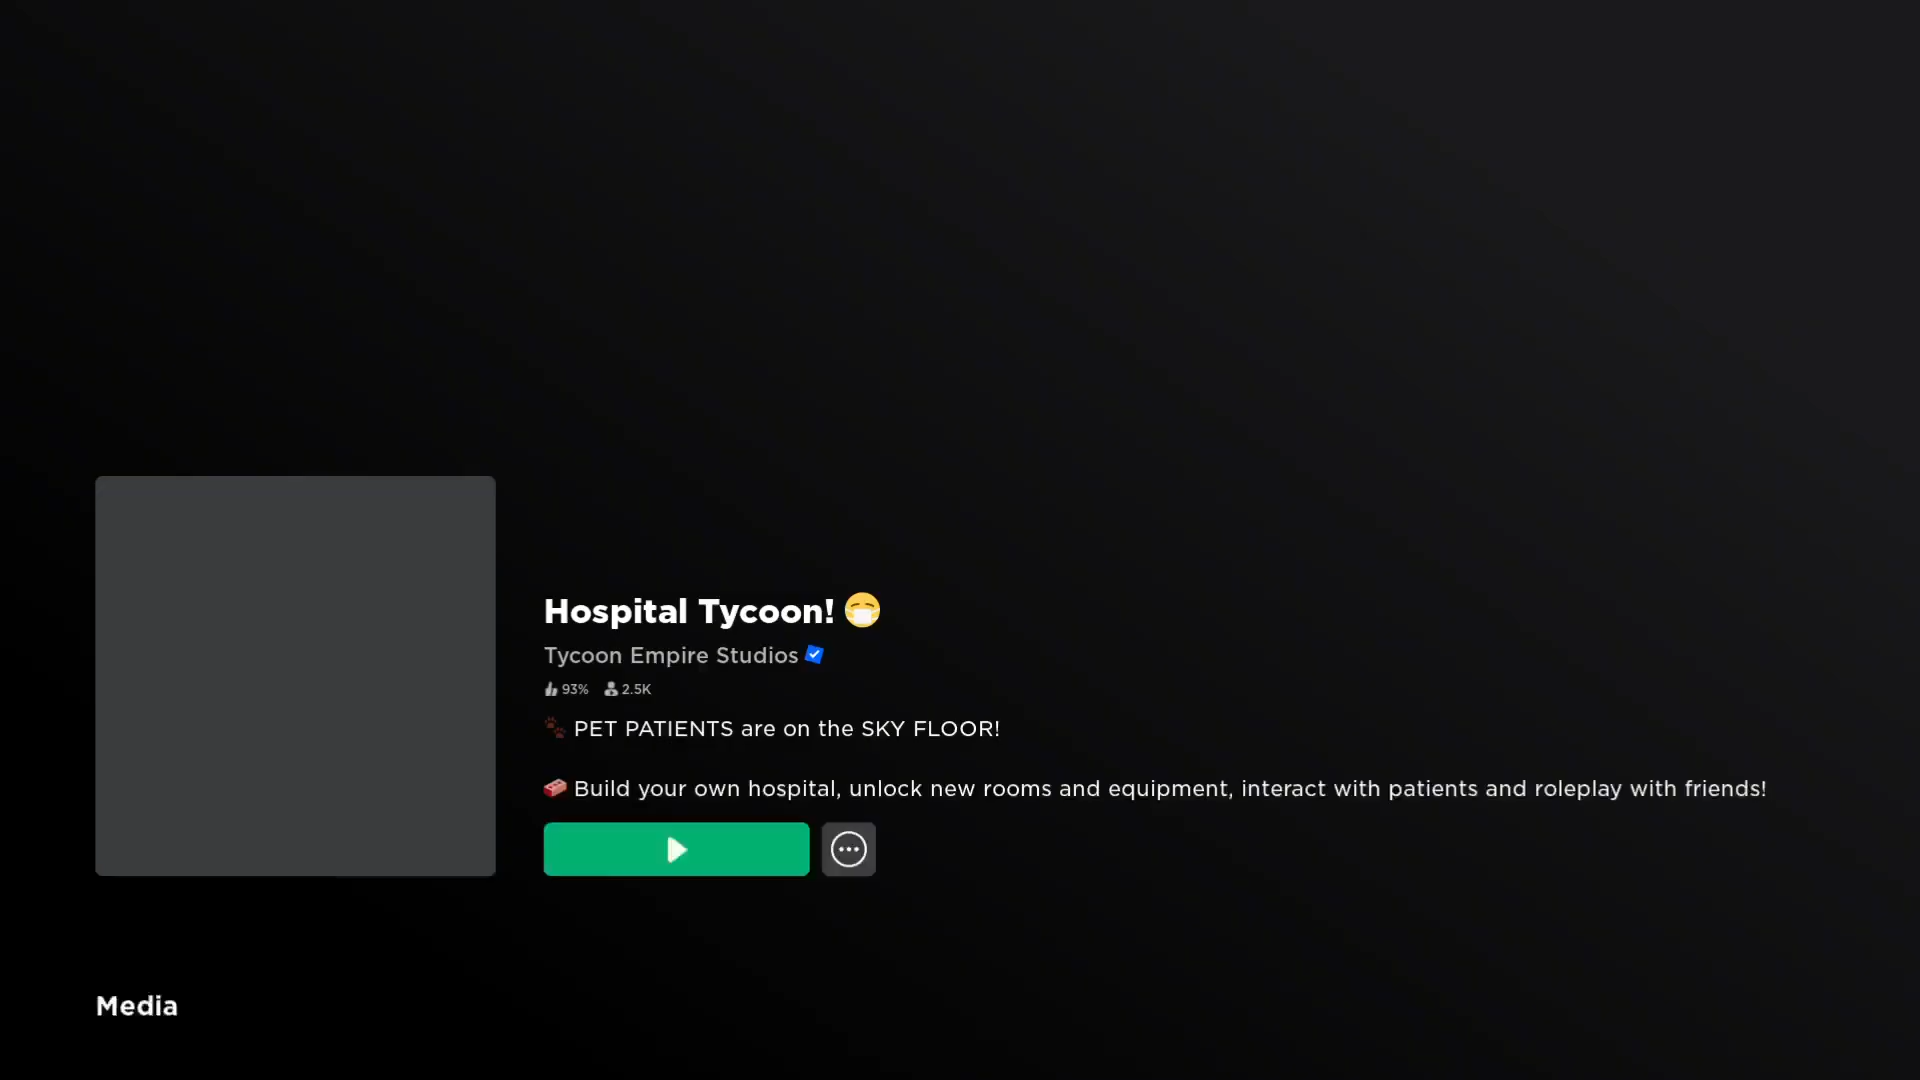 Hospital Tycoon! 😷
Tycoon Empire Studios
93% 2.5K
🐾 PET PATIENTS are on the SKY FLOOR!
🧱 Build your own hospital, unlock new rooms and equipment, interact with patients and roleplay with friends!
Media